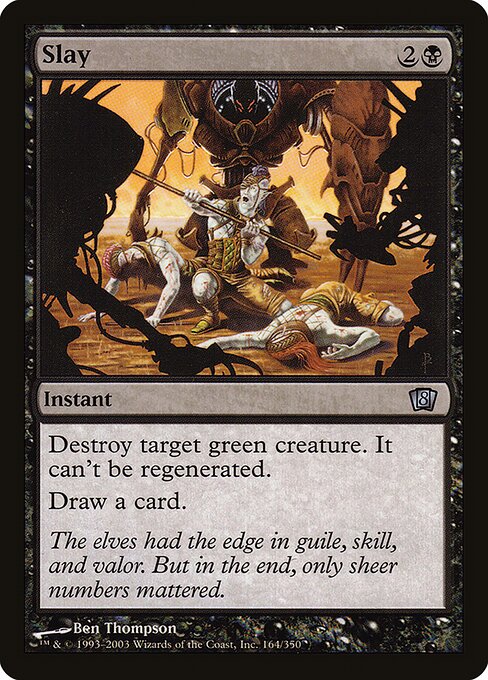 Slay 2
Instant 8
Destroy target green creature. It
can't be regenerated.
Draw a card.
The elves had the edge in guile, skill,
and valor. But in the end, only sheer
numbers mattered.
Ben Thompson
™ & © 1993–2003 Wizards of the Coast, Inc. 164/350